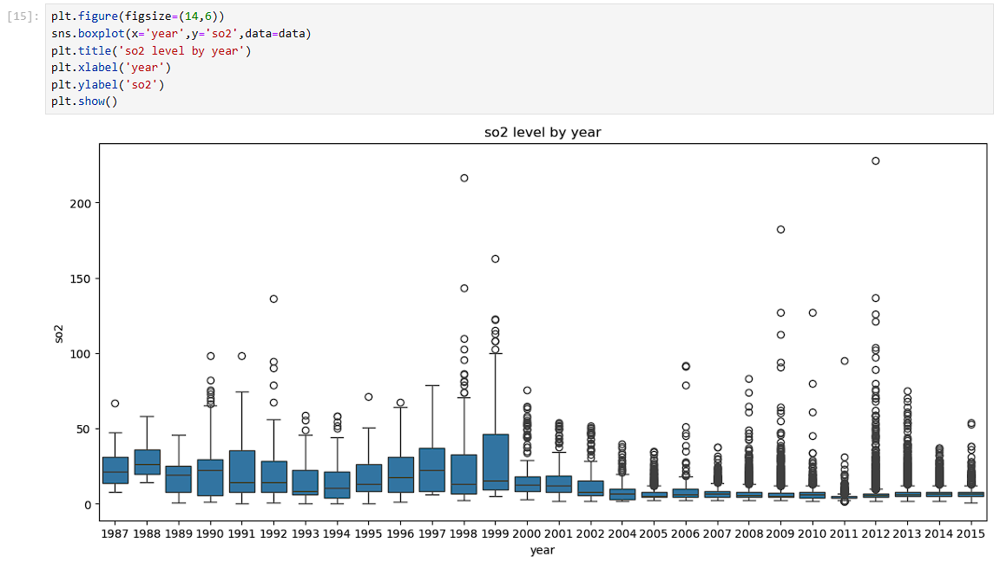 [15]: plt.figure(figsize=(14,6))
sns.boxplot(x='year',y='so2',data=data)
plt.title('so2 level by year')
plt.xlabel('year')
plt.ylabel('so2')
plt.show()
so2 level by year
200
150
100
50
0
so2
1987 1988 1989 1990 1991 1992 1993 1994 1995 1996 1997 1998 1999 2000 2001 2002 2004 2005 2006 2007 2008 2009 2010 2011 2012 2013 2014 2015
year